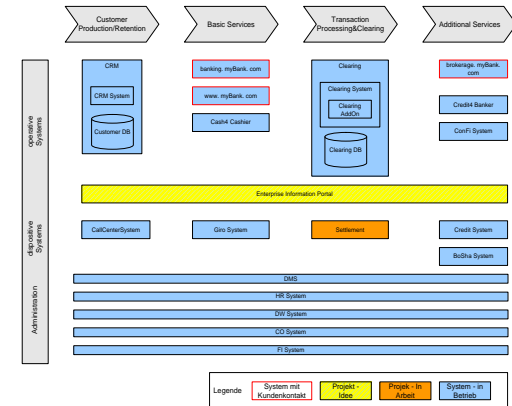 Customer
Production/Retention
Basic Services
Transaction
Processing&Clearing
Additional Services
operative
Systems
CRM
CRM System
Customer DB
banking. myBank. com
www. myBank. com
Cash4 Cashier
Clearing
Clearing System
Clearing
AddOn
Clearing DB
brokerage. myBank.
com
Credit4 Banker
ConFi System
Enterprise Information Portal
dispositive
Systems
CallCenterSystem
Giro System
Settlement
Credit System
BoSha System
Administration
DMS
HR System
DW System
CO System
FI System
Legende
System mit
Kundenkontakt
Projekt -
Idee
Projek - In
Arbeit
System - in
Betrieb